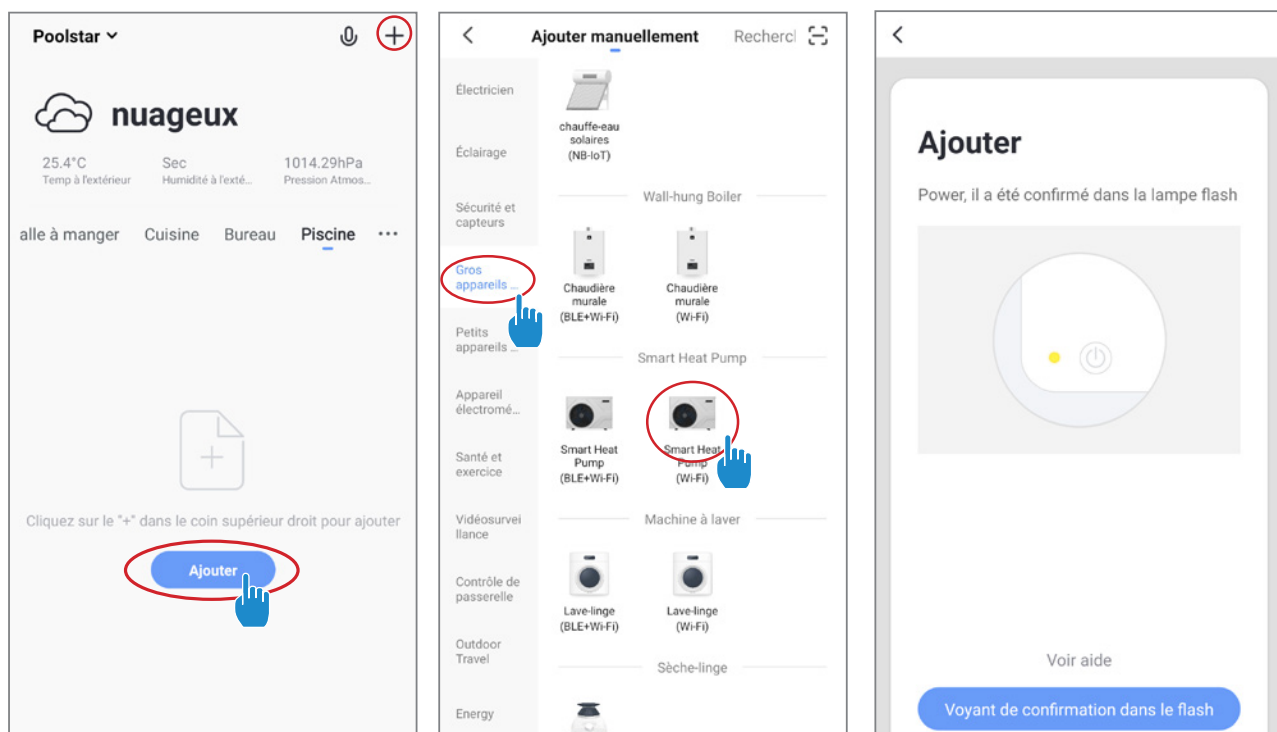 Poolstar
nuageux
25.4°C Sec 1014.29hPa
Temp à l'extérieur Humidité à l'exté... Pression Atmos...
alle à manger Cuisine Bureau Piscine ...
Cliquez sur le "+" dans le coin supérieur droit pour ajouter
Ajouter
Ajouter manuellement Rechercl
Électricien
Éclairage
Sécurité et
capteurs
Gros
appareils ...
Petits
appareils ...
Appareil
électromé...
Santé et
exercice
Vidéosurvei
llance
Contrôle de
passerelle
Outdoor
Travel
Energy
chauffe-eau
solaires
(NB-IoT)
Wall-hung Boiler
Chaudière
murale
(BLE+Wi-Fi)
Chaudière
murale
(Wi-Fi)
Smart Heat Pump
Smart Heat
Pump
(BLE+Wi-Fi)
Smart Heat
Pump
(Wi-Fi)
Machine à laver
Lave-linge
(BLE+Wi-Fi)
Lave-linge
(Wi-Fi)
Sèche-linge
Ajouter
Power, il a été confirmé dans la lampe flash
Voir aide
Voyant de confirmation dans le flash